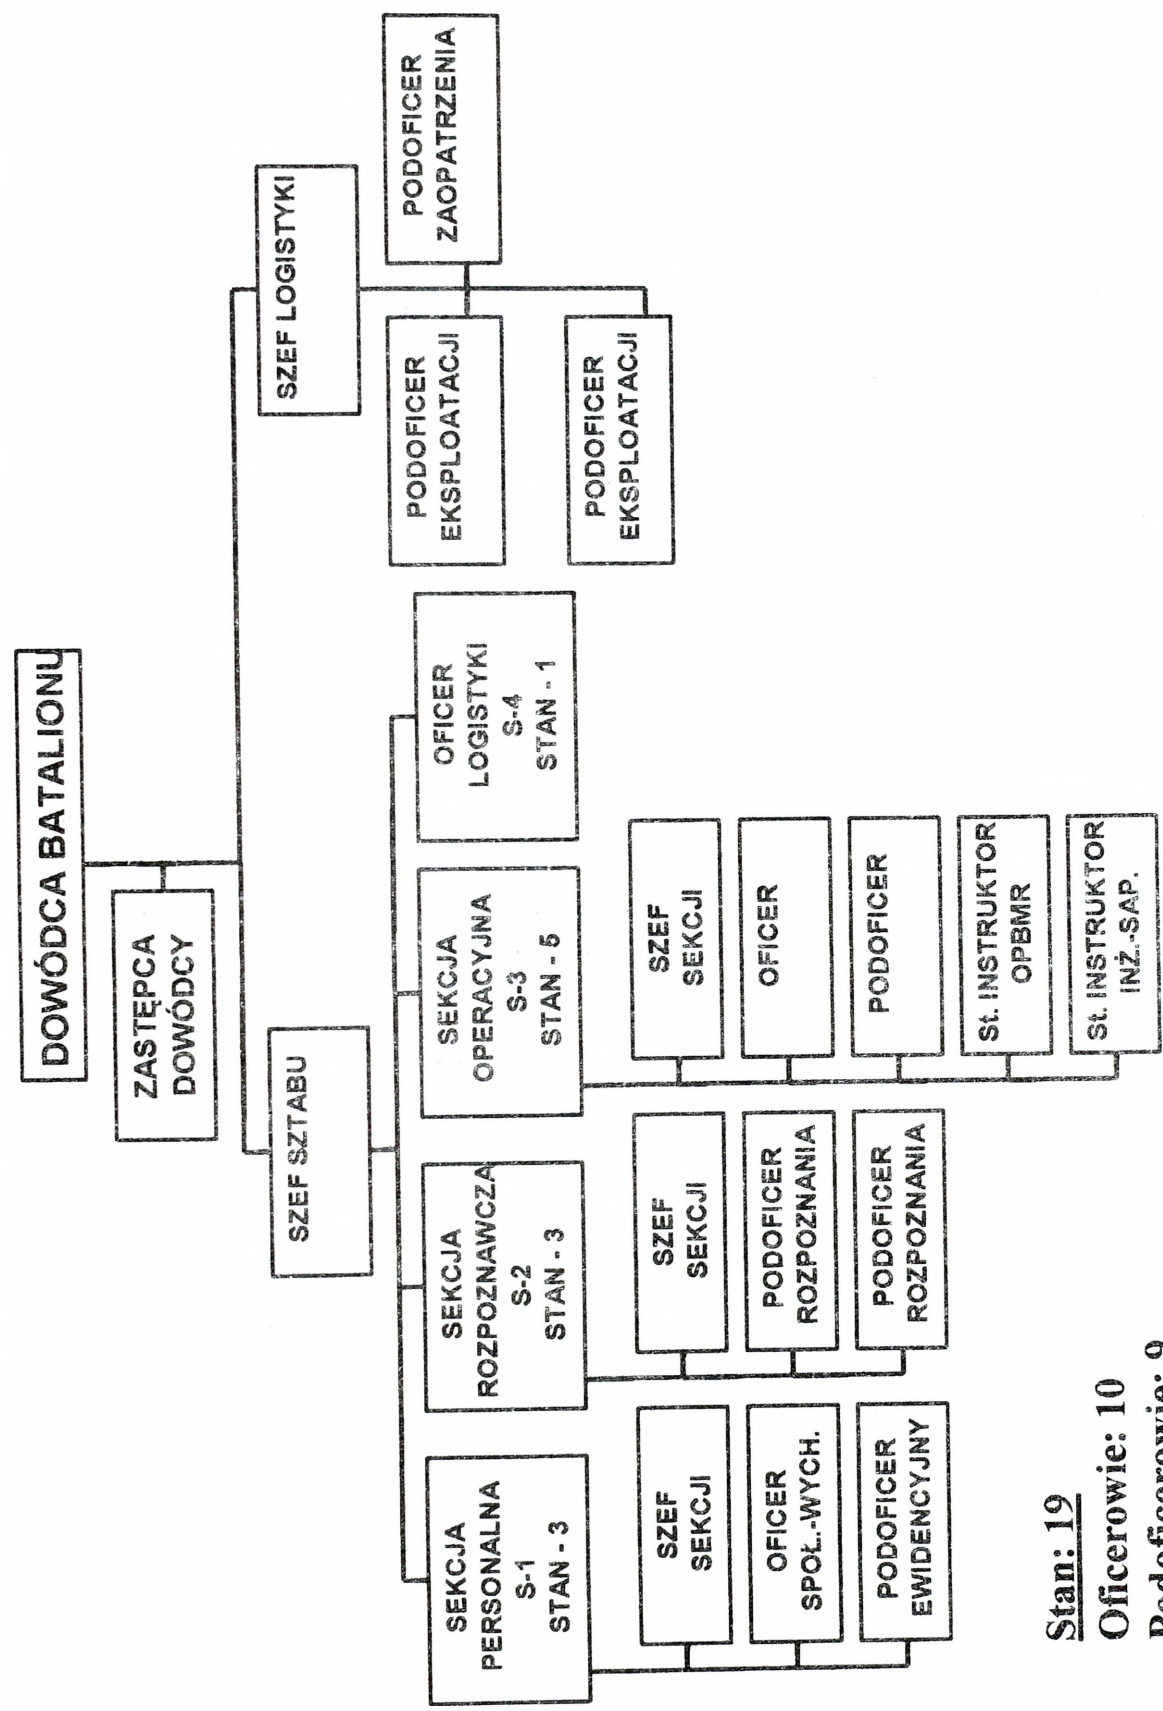 DOWÓDCA BATALIONU
ZASTĘPCA
DOWÓDCY
SZEF SZTABU
SZEF LOGISTYKI
SEKCJA
PERSONALNA
S-1
STAN - 3
SEKCJA
ROZPOZNAWCZA
S-2
STAN - 3
SEKCJA
OPERACYJNA
S-3
STAN - 5
OFICER
LOGISTYKI
S-4
STAN - 1
PODOFICER
EKSPLOATACJI
PODOFICER
ZAOPATRZENIA
PODOFICER
EKSPLOATACJI
SZEF
SEKCJI
OFICER
SPOŁ.-WYCH.
PODOFICER
EWIDENCYJNY
SZEF
SEKCJI
PODOFICER
ROZPOZNANIA
PODOFICER
ROZPOZNANIA
SZEF
SEKCJI
OFICER
PODOFICER
St. INSTRUKTOR
OPBMR
St. INSTRUKTOR
INŻ.-SAP.
Stan: 19
Oficerowie: 10
Podoficerowie: 9